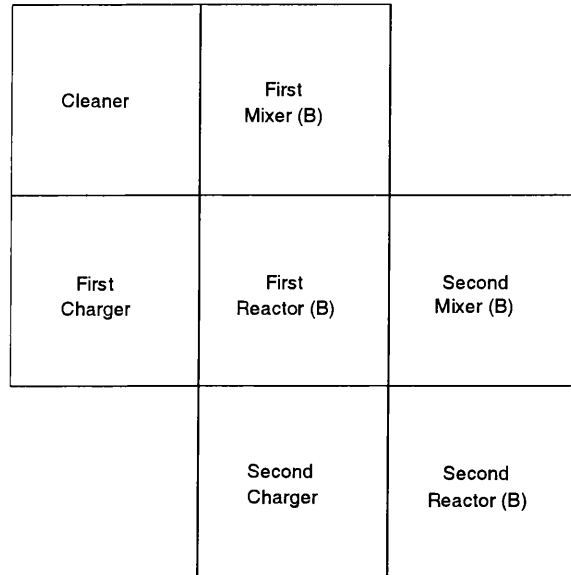 Cleaner
First
Mixer (B)
First
Charger
First
Reactor (B)
Second
Mixer (B)
Second
Charger
Second
Reactor (B)